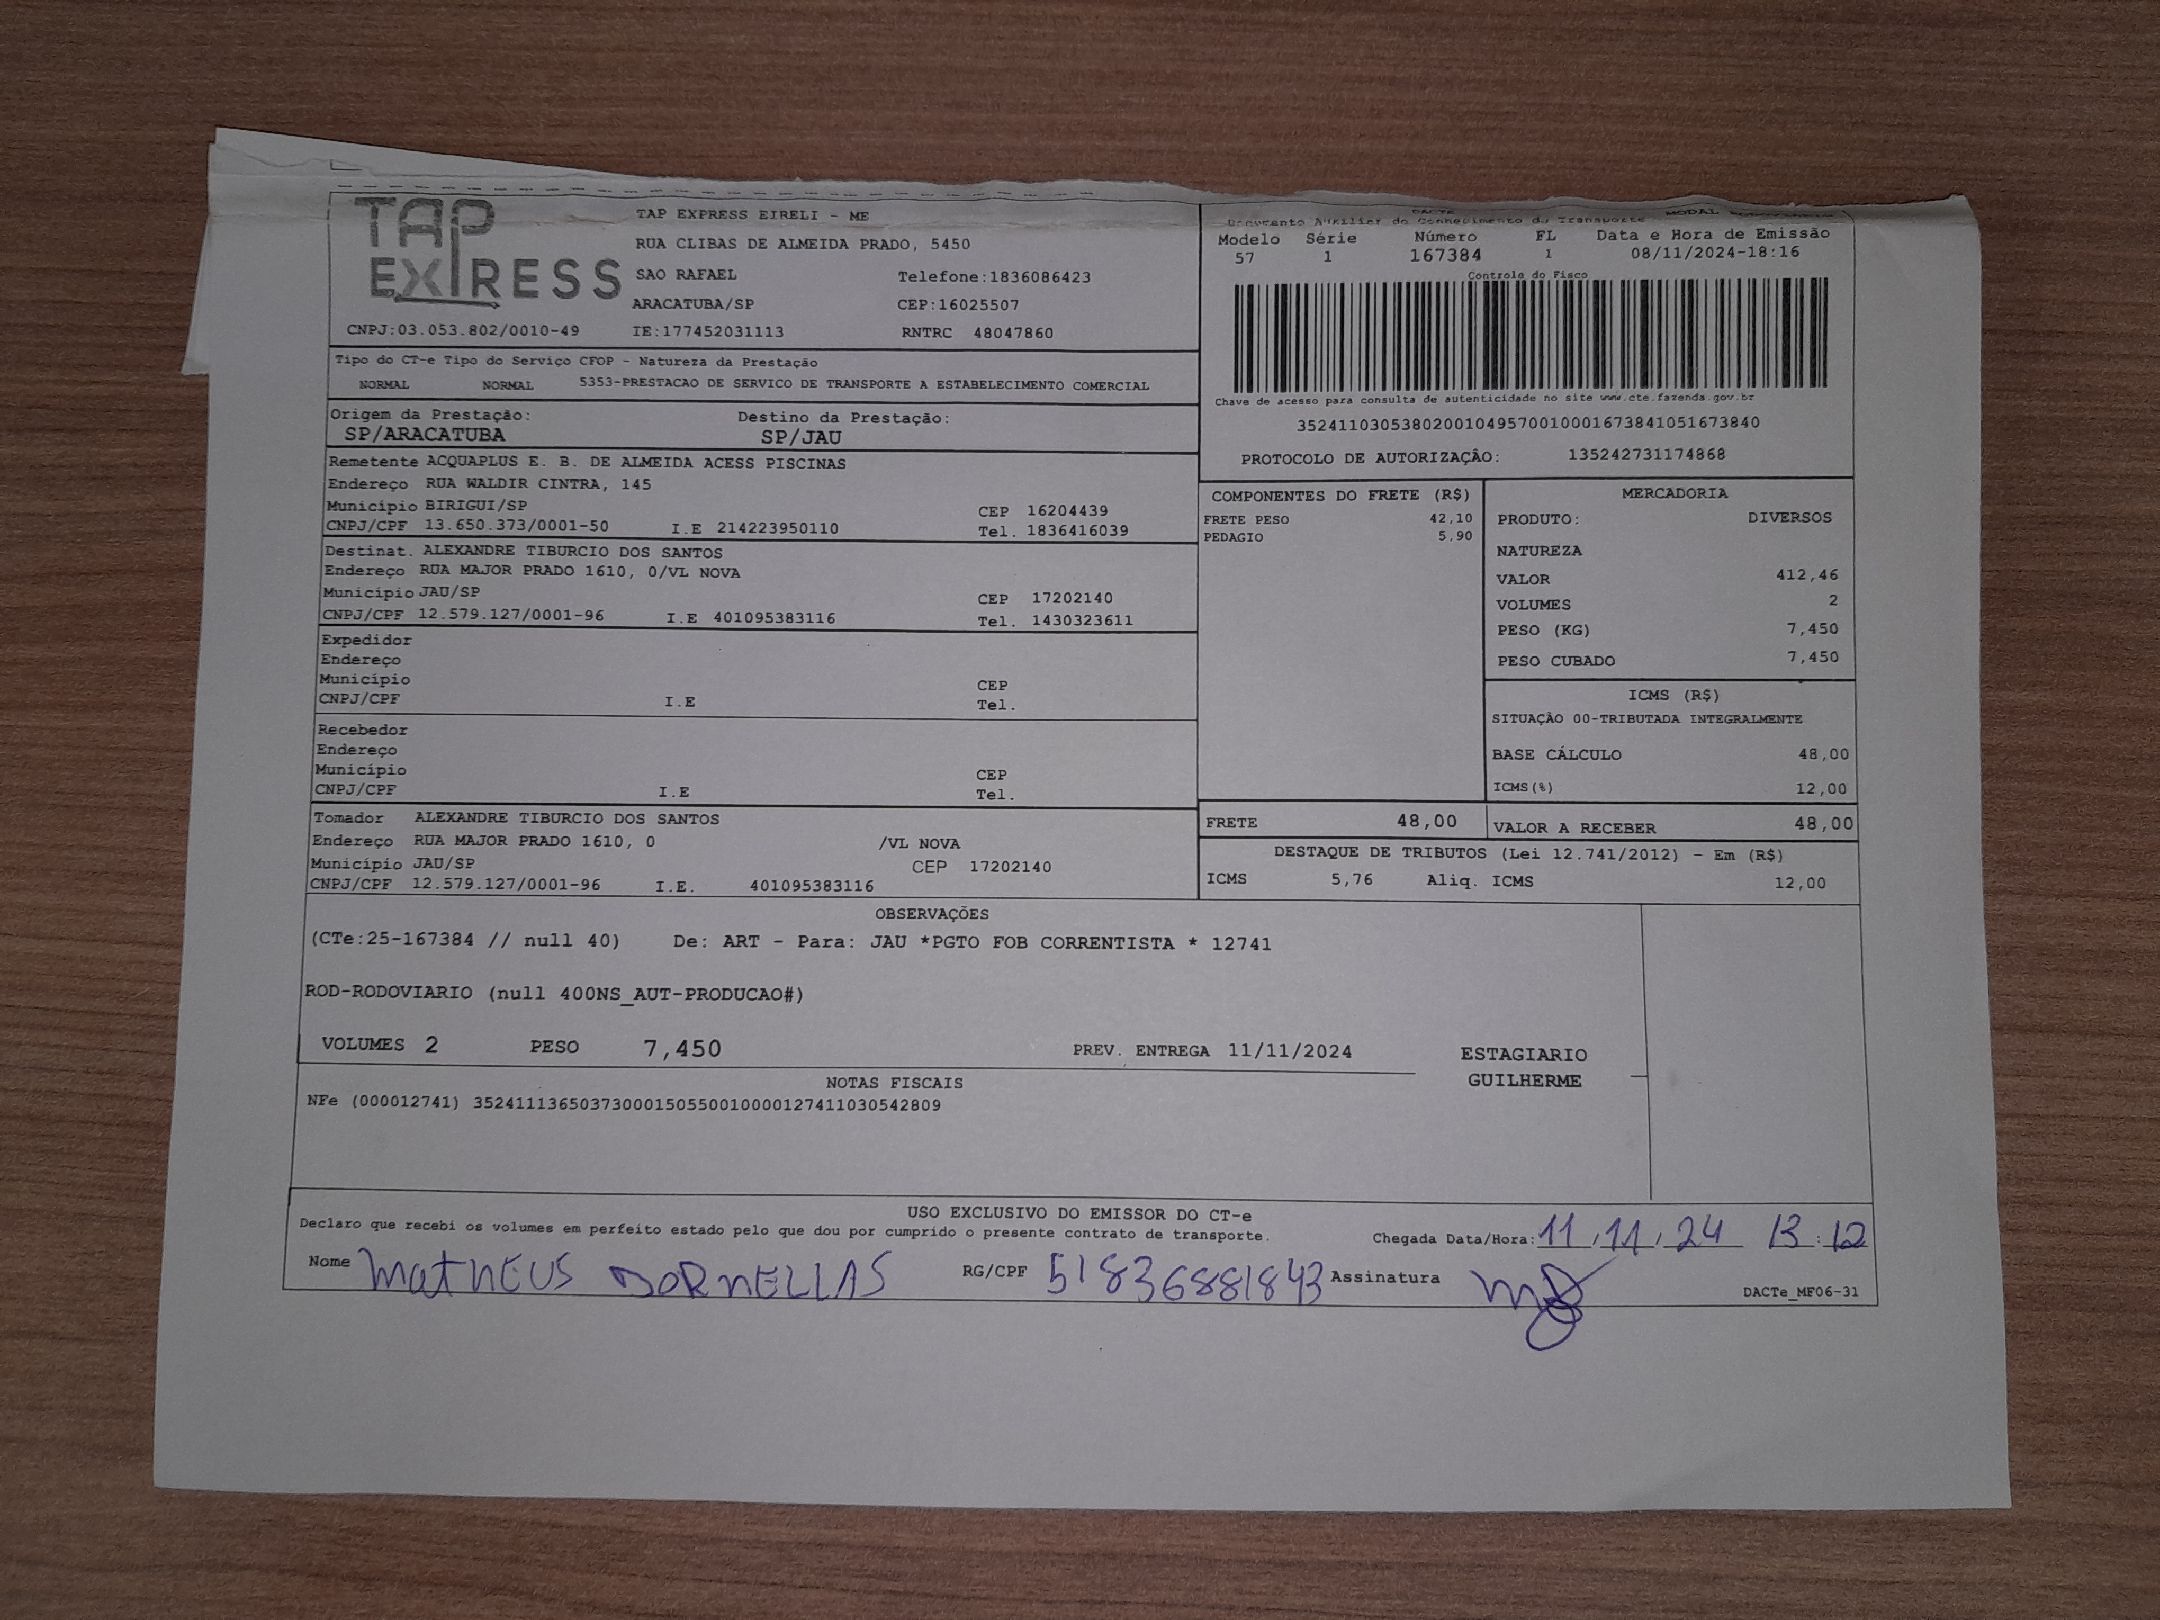 TAP
EXPRESS
TAP EXPRESS EIRELI - ME
RUA CLIBAS DE ALMEIDA PRADO, 5450
SAO RAFAEL Telefone:1836086423
ARACATUBA/SP CEP:16025507
CNPJ:03.053.802/0010-49 IE:177452031113 RNTRC 48047860
DACTE MODAL
Documento Auxiliar do Conhecimento de Transporte
Modelo Série Número FL Data e Hora de Emissão
57 1 167384 1 08/11/2024-18:16
Controle do Fisco
Chave de acesso para consulta de autenticidade no site www.cte.fazenda.gov.br
35241103053802001049570010001673841051673840
PROTOCOLO DE AUTORIZAÇÃO: 135242731174868
Tipo do CT-e Tipo do Serviço CFOP - Natureza da Prestação
NORMAL NORMAL 5353-PRESTACAO DE SERVICO DE TRANSPORTE A ESTABELECIMENTO COMERCIAL
Origem da Prestação: Destino da Prestação:
SP/ARACATUBA SP/JAU
Remetente ACQUAPLUS E. B. DE ALMEIDA ACESS PISCINAS
Endereço RUA WALDIR CINTRA, 145
Município BIRIGUI/SP CEP 16204439
CNPJ/CPF 13.650.373/0001-50 I.E 214223950110 Tel. 1836416039
Destinat. ALEXANDRE TIBURCIO DOS SANTOS
Endereço RUA MAJOR PRADO 1610, 0/VL NOVA
Município JAU/SP CEP 17202140
CNPJ/CPF 12.579.127/0001-96 I.E 401095383116 Tel. 1430323611
Expedidor
Endereço
Município CEP
CNPJ/CPF I.E Tel.
Recebedor
Endereço
Município CEP
CNPJ/CPF I.E Tel.
Tomador ALEXANDRE TIBURCIO DOS SANTOS
Endereço RUA MAJOR PRADO 1610, 0 /VL NOVA
Município JAU/SP CEP 17202140
CNPJ/CPF 12.579.127/0001-96 I.E. 401095383116
COMPONENTES DO FRETE (R$)
FRETE PESO 42,10
PEDAGIO 5,90
MERCADORIA
PRODUTO: DIVERSOS
NATUREZA
VALOR 412,46
VOLUMES 2
PESO (KG) 7,450
PESO CUBADO 7,450
ICMS (R$)
SITUAÇÃO 00-TRIBUTADA INTEGRALMENTE
BASE CÁLCULO 48,00
ICMS(%) 12,00
FRETE 48,00 VALOR A RECEBER 48,00
DESTAQUE DE TRIBUTOS (Lei 12.741/2012) - Em (R$)
ICMS 5,76 Aliq. ICMS 12,00
OBSERVAÇÕES
(CTe:25-167384 // null 40) De: ART - Para: JAU *PGTO FOB CORRENTISTA * 12741
ROD-RODOVIARIO (null 400NS_AUT-PRODUCAO#)
VOLUMES 2 PESO 7,450 PREV. ENTREGA 11/11/2024
ESTAGIARIO
GUILHERME
NOTAS FISCAIS
NFe (000012741) 35241113650373000150550010000127411030542809
USO EXCLUSIVO DO EMISSOR DO CT-e
Declaro que recebi os volumes em perfeito estado pelo que dou por cumprido o presente contrato de transporte. Chegada Data/Hora: 11/11/24 13:12
Nome MATHEUS DORNELLAS RG/CPF 51836881843 Assinatura
DACTe_MF06-31